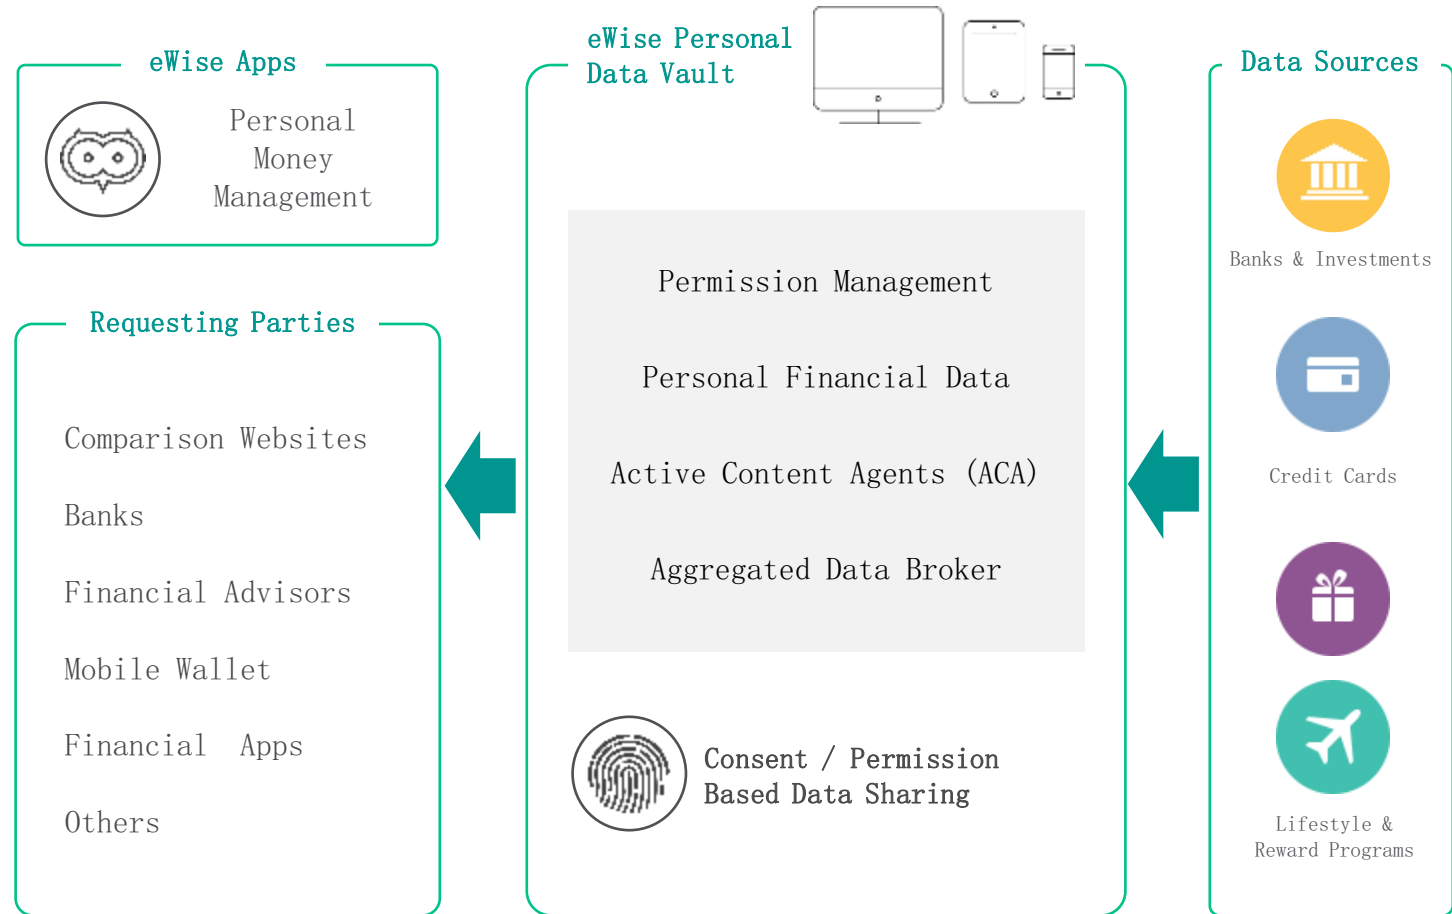 eWise Apps
Personal
Money
Management
Requesting Parties
Comparison Websites
Banks
Financial Advisors
Mobile Wallet
Financial Apps
Others
eWise Personal
Data Vault
Permission Management
Personal Financial Data
Active Content Agents (ACA)
Aggregated Data Broker
Consent / Permission
Based Data Sharing
Data Sources
Banks & Investments
Credit Cards
Lifestyle &
Reward Programs